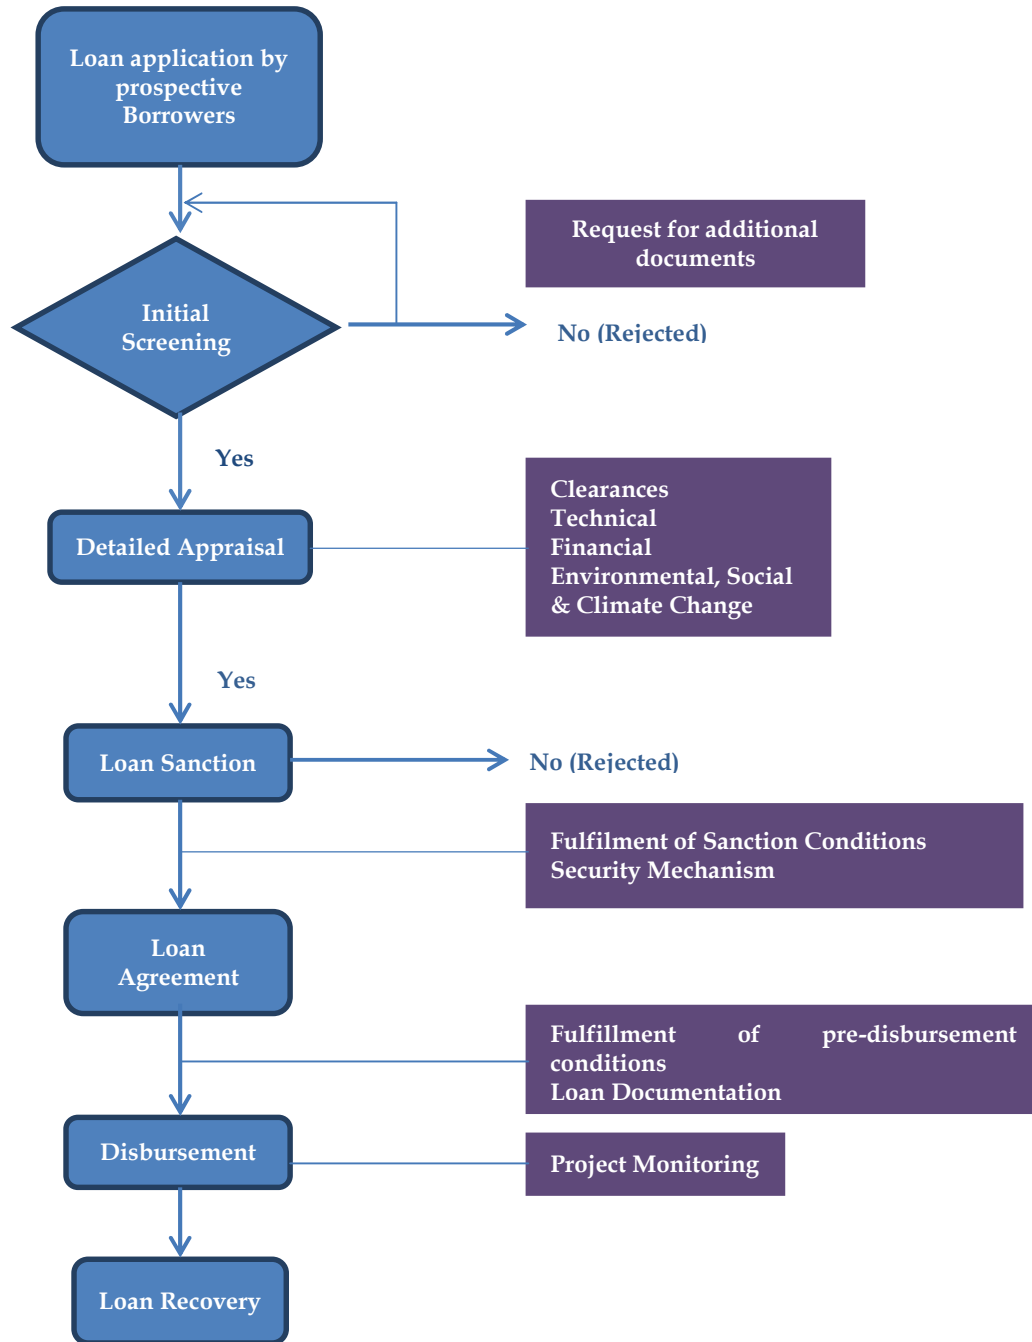 Loan application by
prospective
Borrowers
Request for additional
documents
Initial
Screening
No (Rejected)
Yes
Clearances
Technical
Financial
Environmental, Social
& Climate Change
Detailed Appraisal
Yes
Loan Sanction
No (Rejected)
Fulfilment of Sanction Conditions
Security Mechanism
Loan
Agreement
Fulfillment of pre-disbursement
conditions
Loan Documentation
Disbursement
Project Monitoring
Loan Recovery